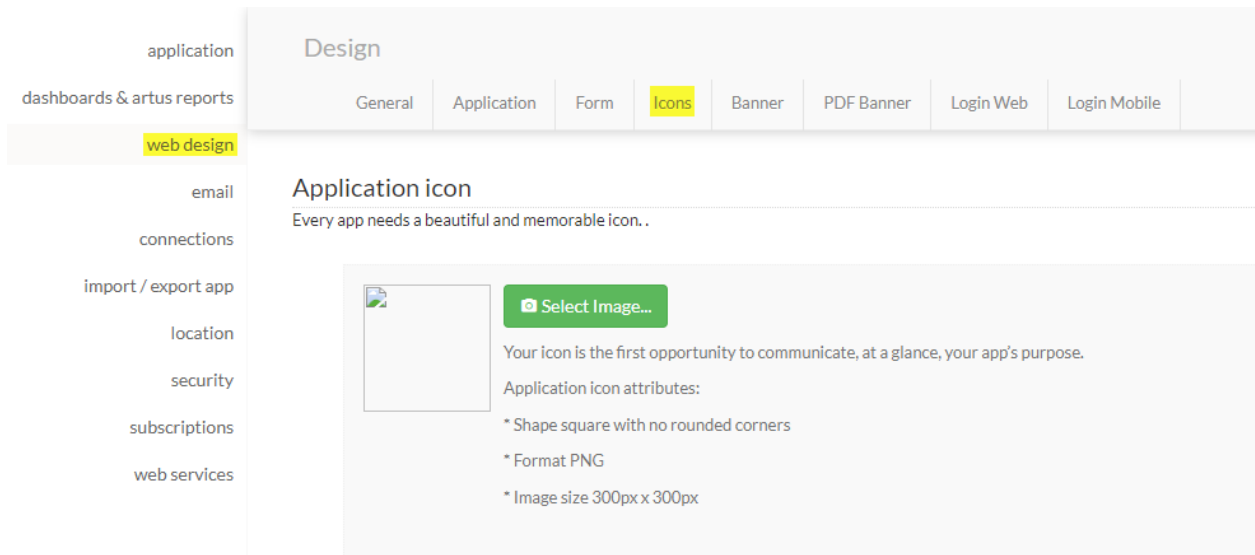 application
dashboards & artus reports
web design
email
connections
import / export app
location
security
subscriptions
web services
Design
General Application Form Icons Banner PDF Banner Login Web Login Mobile
Application icon
Every app needs a beautiful and memorable icon. .
Select Image...
Your icon is the first opportunity to communicate, at a glance, your app's purpose.
Application icon attributes:
* Shape square with no rounded corners
* Format PNG
* Image size 300px x 300px